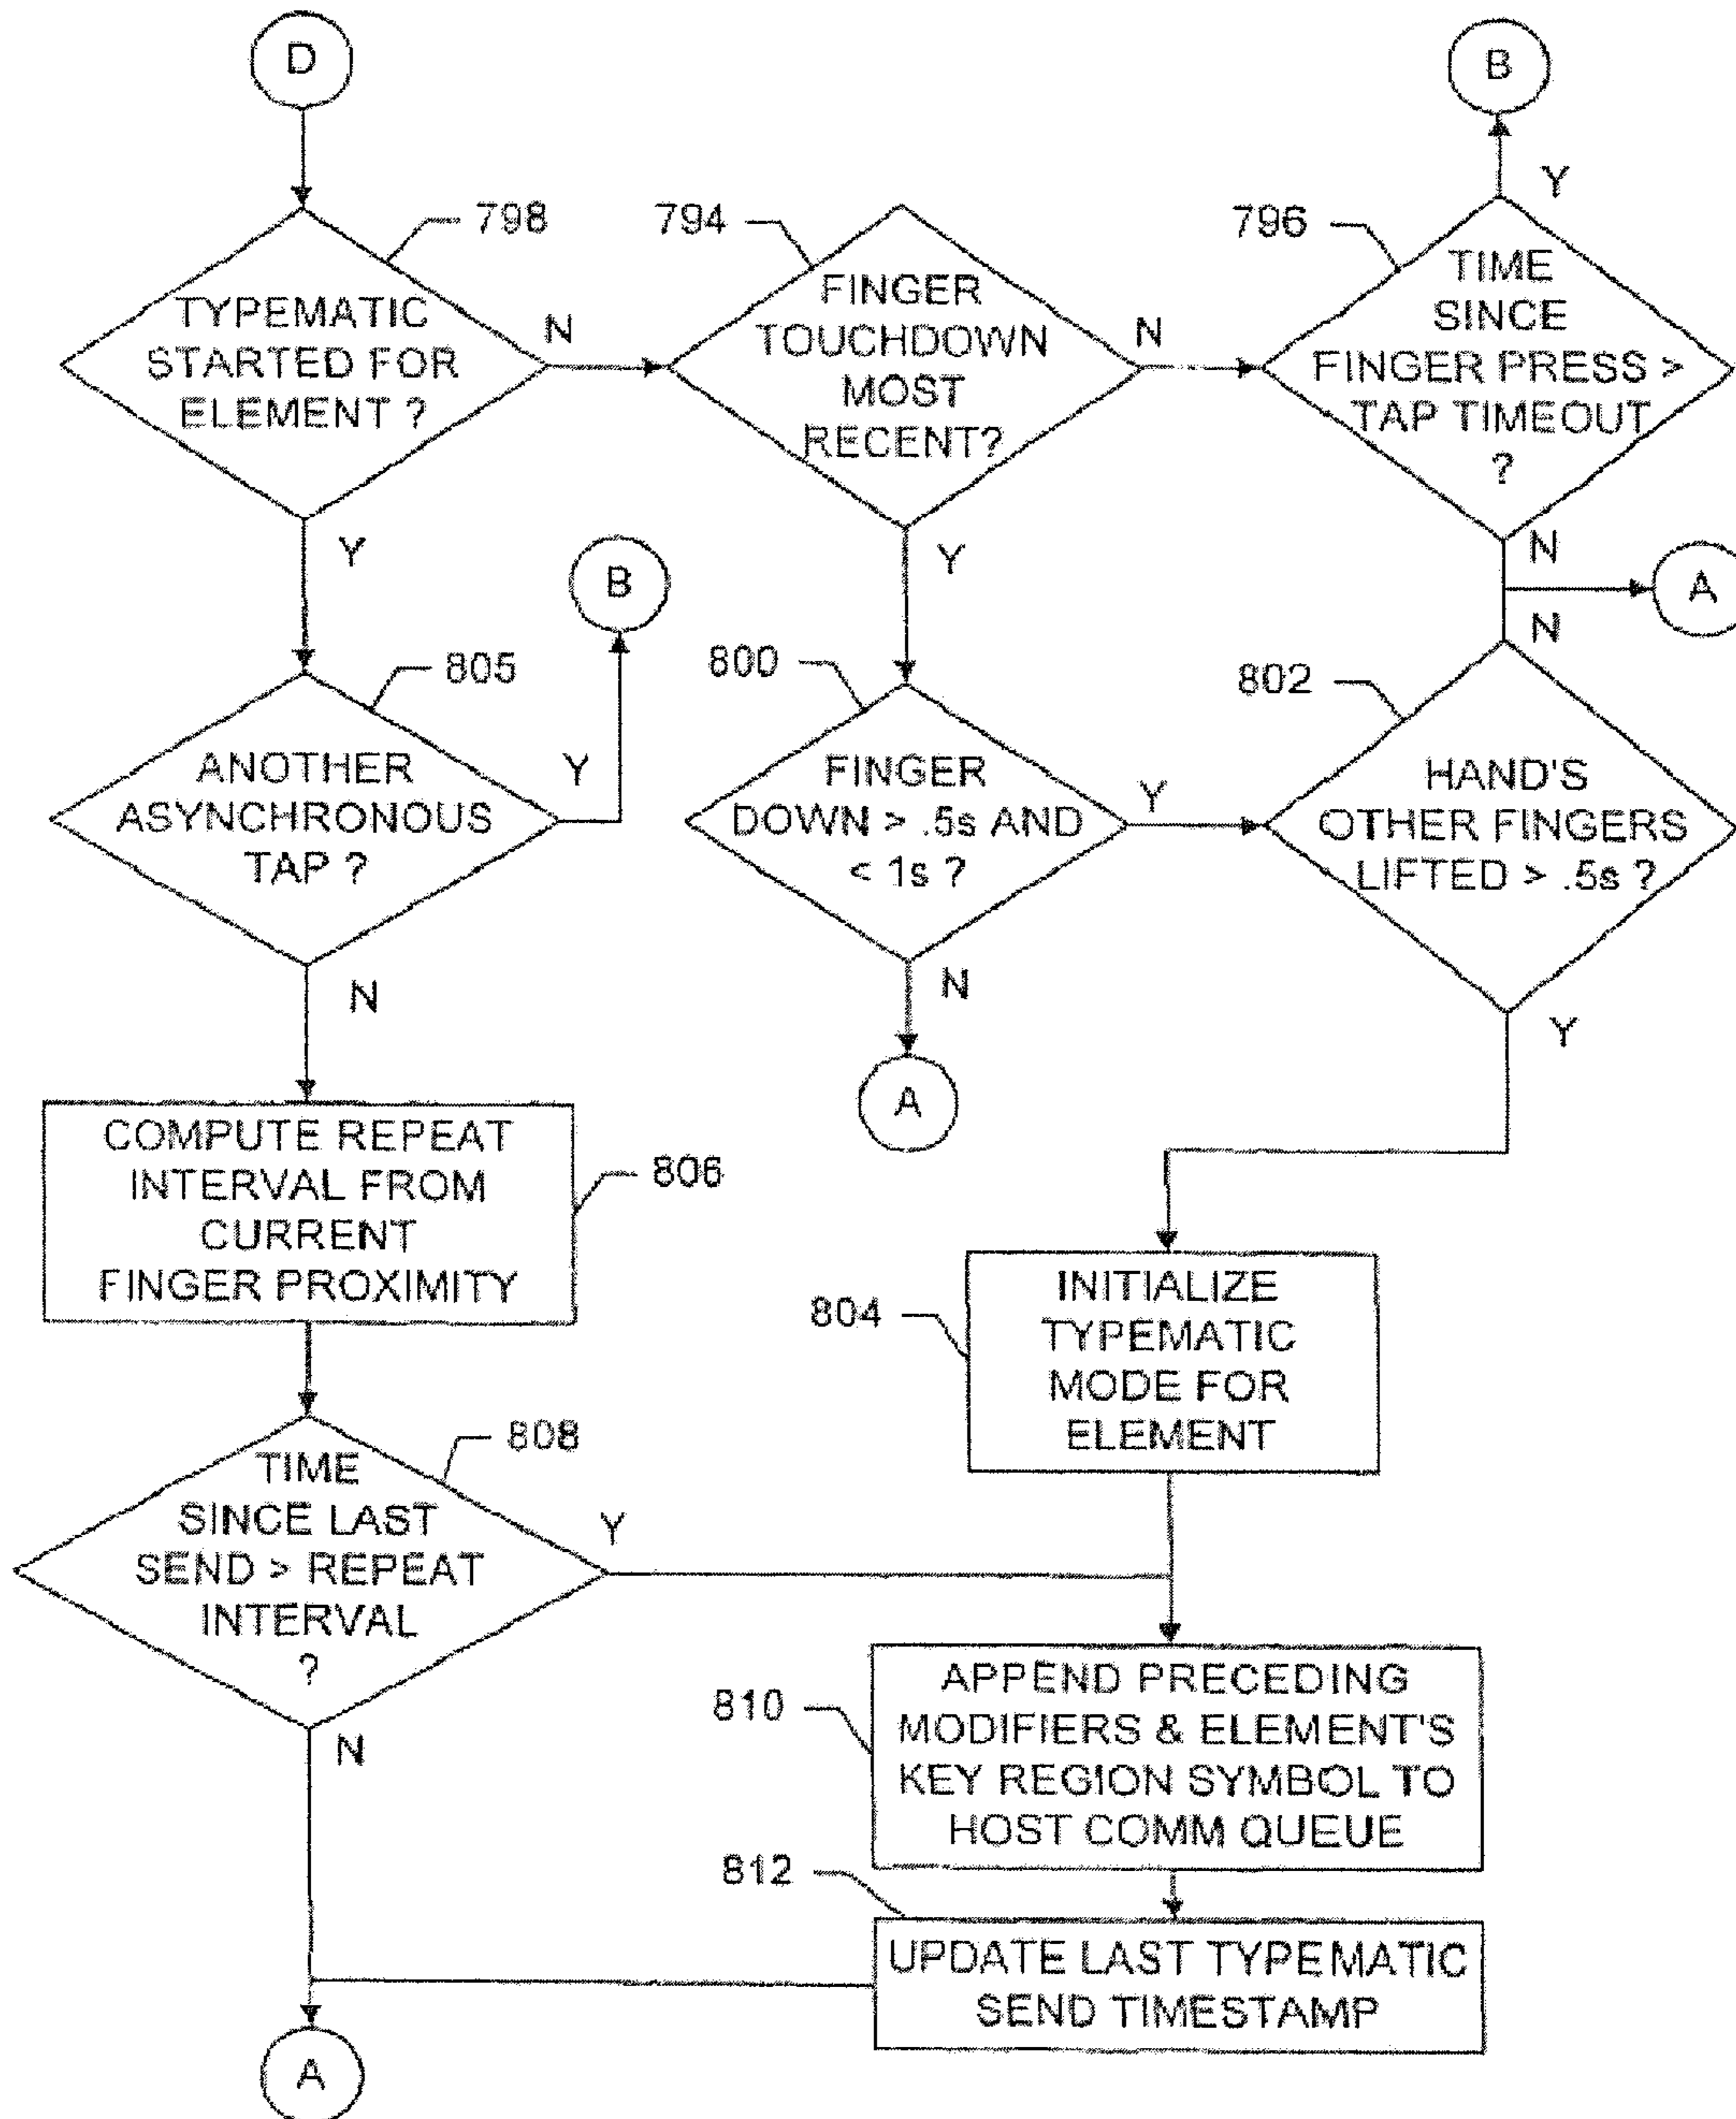 D
B
798
794
796
Y
TYPEMATIC
STARTED FOR
ELEMENT ?
N
FINGER
TOUCHDOWN
MOST
RECENT?
N
TIME
SINCE
FINGER PRESS >
TAP TIMEOUT
?
Y
B
Y
N
A
N
805
800
802
ANOTHER
ASYNCHRONOUS
TAP ?
Y
FINGER
DOWN > .5s AND
< 1s ?
Y
HAND'S
OTHER FINGERS
LIFTED > .5s ?
N
N
Y
A
COMPUTE REPEAT
INTERVAL FROM
CURRENT
FINGER PROXIMITY
806
804
INITIALIZE
TYPEMATIC
MODE FOR
ELEMENT
808
TIME
SINCE LAST
SEND > REPEAT
INTERVAL
?
Y
N
810
APPEND PRECEDING
MODIFIERS & ELEMENT'S
KEY REGION SYMBOL TO
HOST COMM QUEUE
812
UPDATE LAST TYPEMATIC
SEND TIMESTAMP
A